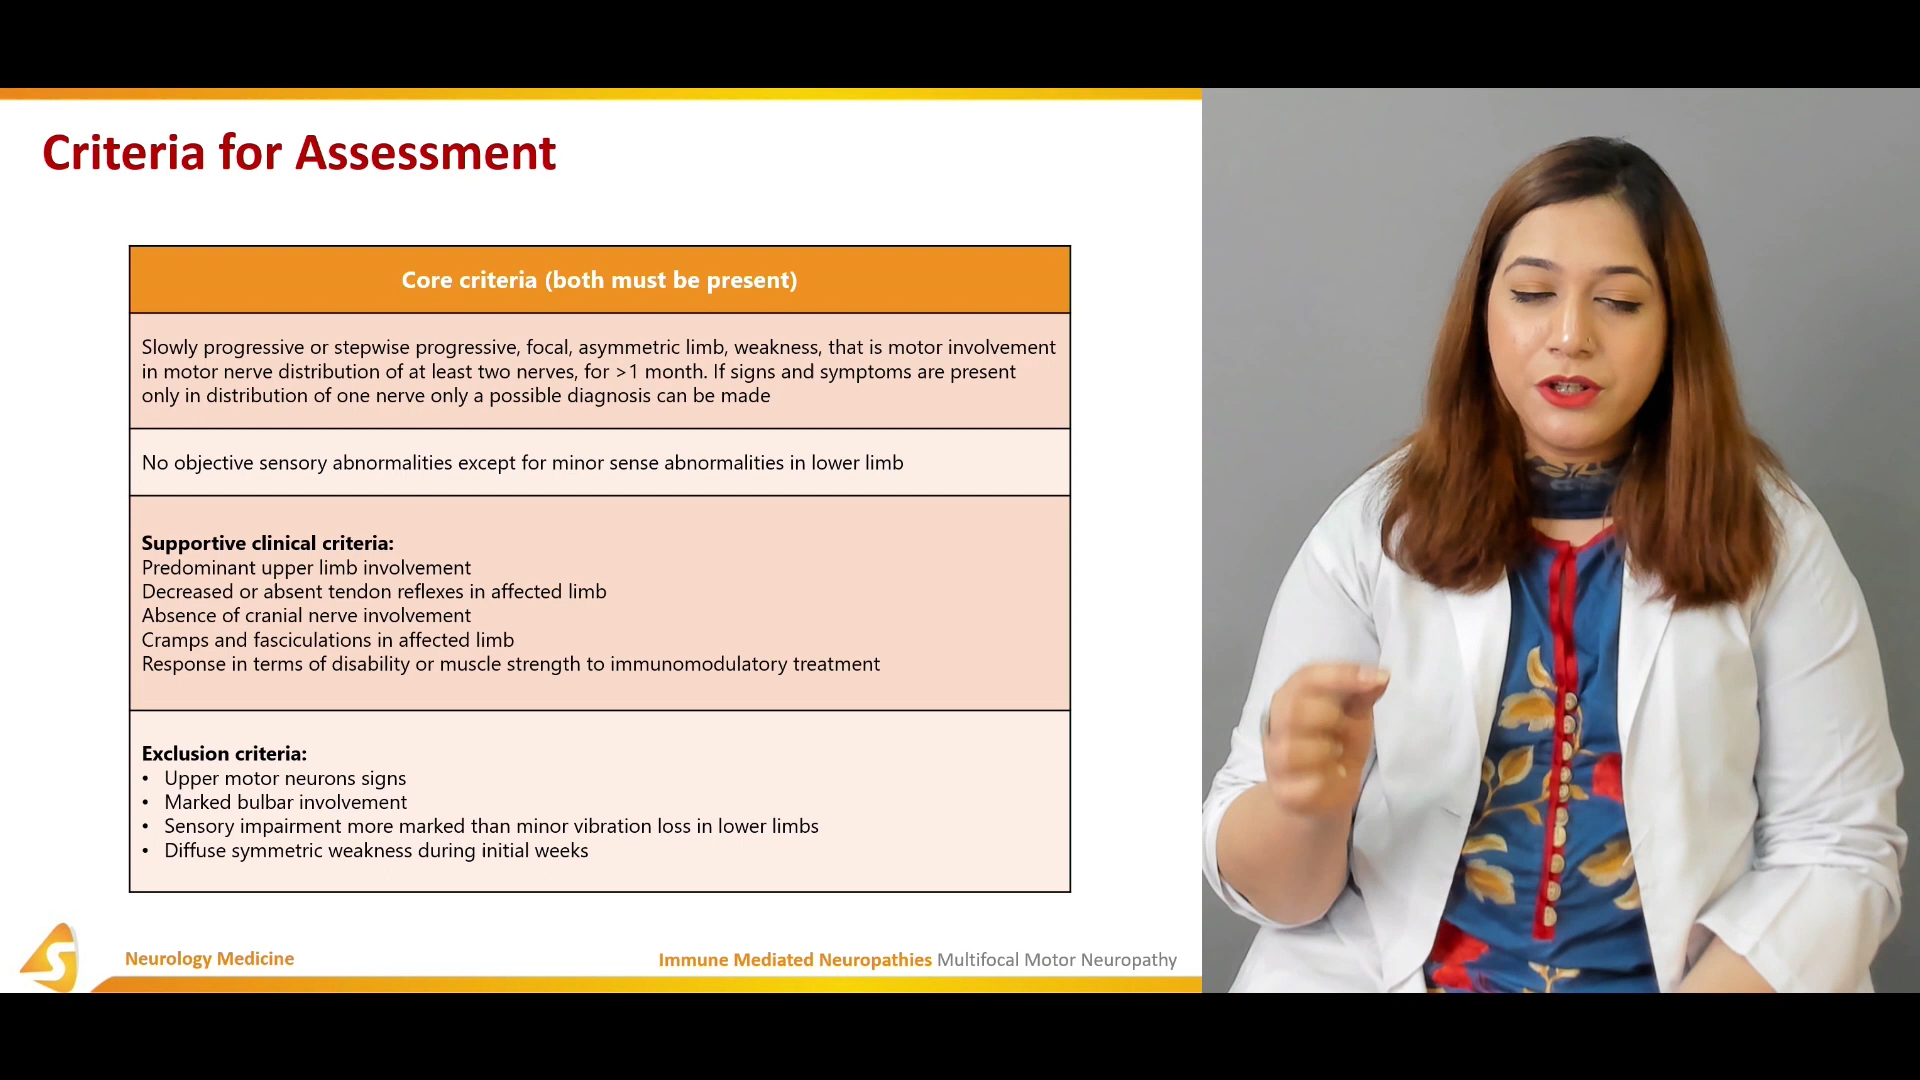 Criteria for Assessment
Core criteria (both must be present)
Slowly progressive or stepwise progressive, focal, asymmetric limb, weakness, that is motor involvement
in motor nerve distribution of at least two nerves, for >1 month. If signs and symptoms are present
only in distribution of one nerve only a possible diagnosis can be made
No objective sensory abnormalities except for minor sense abnormalities in lower limb
Supportive clinical criteria:
Predominant upper limb involvement
Decreased or absent tendon reflexes in affected limb
Absence of cranial nerve involvement
Cramps and fasciculations in affected limb
Response in terms of disability or muscle strength to immunomodulatory treatment
Exclusion criteria:
• Upper motor neurons signs
• Marked bulbar involvement
• Sensory impairment more marked than minor vibration loss in lower limbs
• Diffuse symmetric weakness during initial weeks
S
Neurology Medicine
Immune Mediated Neuropathies Multifocal Motor Neuropathy